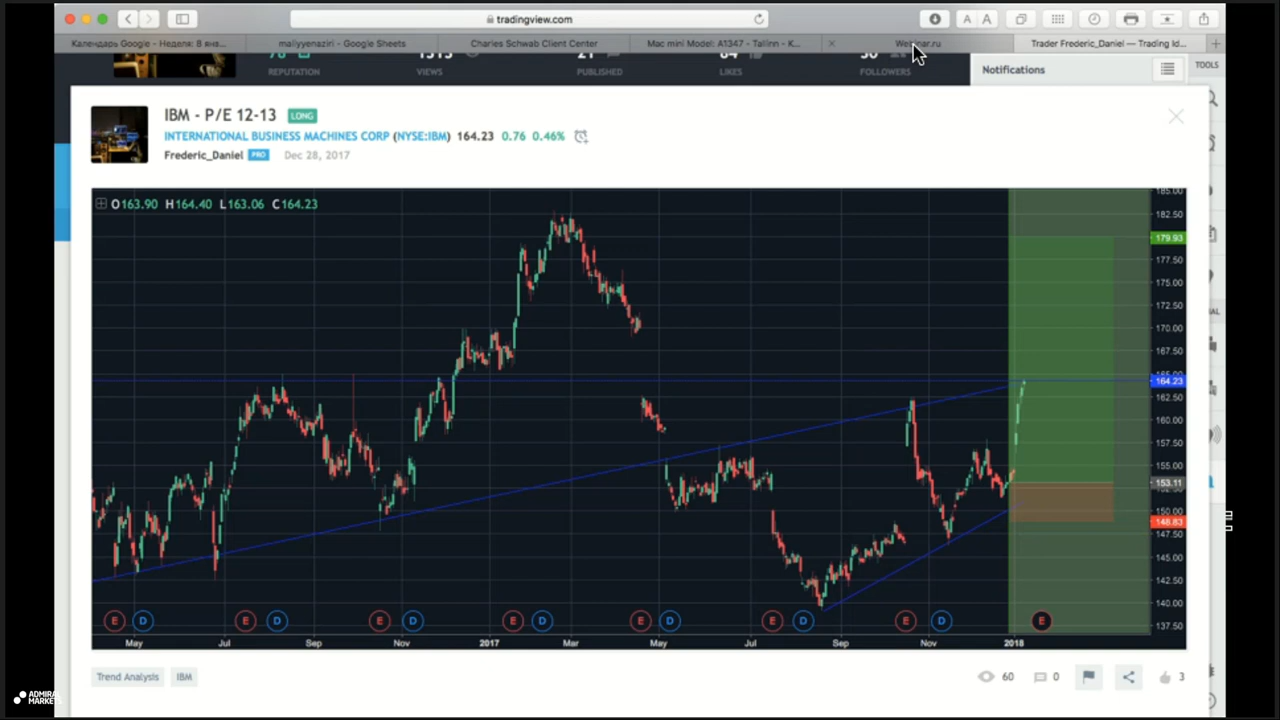 tradingview.com
A A
Календарь Google - Неделя: 8 янв...
maliyyenaziri - Google Sheets
Charles Schwab Client Center
Mac mini Model: A1347 - Tallinn - K...
Trader Frederic_Daniel — Trading Id...
REPUTATION VIEWS PUBLISHED LIKES FOLLOWERS
Notifications
TOOLS
IBM - P/E 12-13 LONG
INTERNATIONAL BUSINESS MACHINES CORP (NYSE:IBM) 164.23 0.76 0.46%
Frederic_Daniel PRO Dec 28, 2017
O163.90 H164.40 L163.06 C164.23
185.00
182.50
179.93
177.50
175.00
172.50
170.00
167.50
164.23
162.50
160.00
157.50
155.00
153.11
150.00
148.83
147.50
145.00
142.50
140.00
137.50
E D E D E D E D E D E D E D E
May Jul Sep Nov 2017 Mar May Jul Sep Nov 2018
Trend Analysis IBM
60 0 3
ADMIRAL
MARKETS